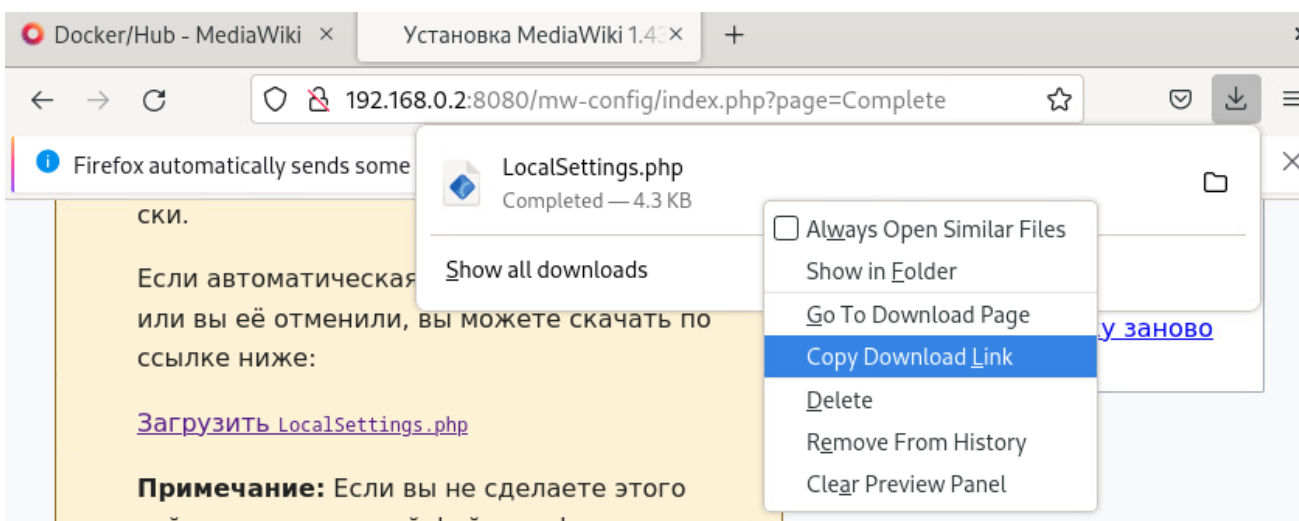 Docker/Hub - MediaWiki
Установка MediaWiki 1.43
192.168.0.2:8080/mw-config/index.php?page=Complete
Firefox automatically sends some
LocalSettings.php
Completed — 4.3 KB
Show all downloads
Always Open Similar Files
Show in Folder
Go To Download Page
Copy Download Link
Delete
Remove From History
Clear Preview Panel
ски.
Если автоматическая
или вы её отменили, вы можете скачать по
ссылке ниже:
Загрузить LocalSettings.php
Примечание: Если вы не сделаете этого
у заново